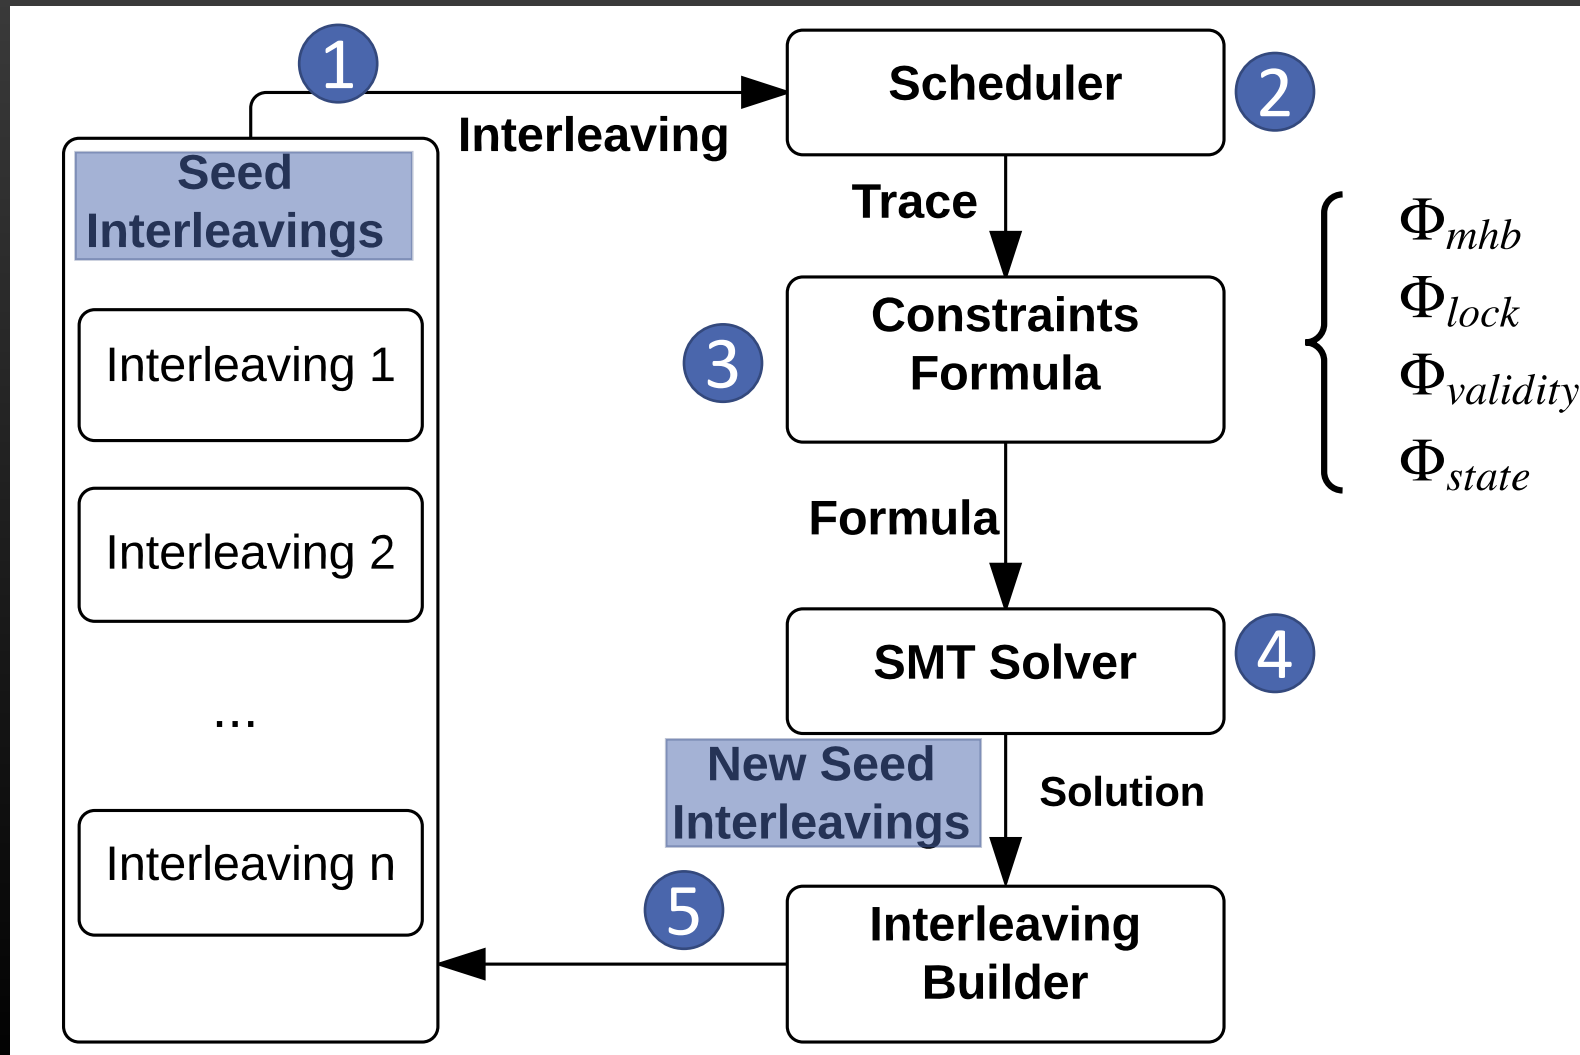 1
Scheduler
2
Interleaving
Seed
Interleavings
Trace
Φmhb
Φlock
Φvalidity
Φstate
Constraints
Formula
3
Interleaving 1
Formula
Interleaving 2
SMT Solver
4
...
New Seed
Interleavings
Solution
Interleaving n
5
Interleaving
Builder